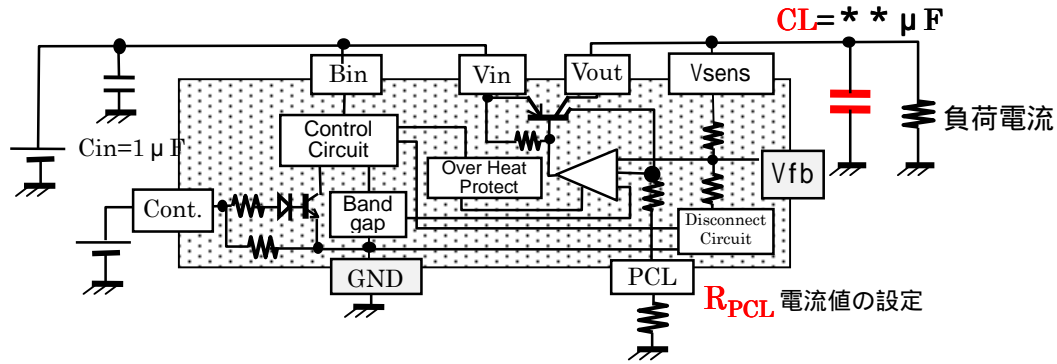 CL=**μF
Bin
Vin
Vout
Vsens
Control
Circuit
Cin=1μF
負荷電流
Over Heat
Protect
Vfb
Cont.
Band
gap
Disconnect
Circuit
GND
PCL
RPCL 電流値の設定